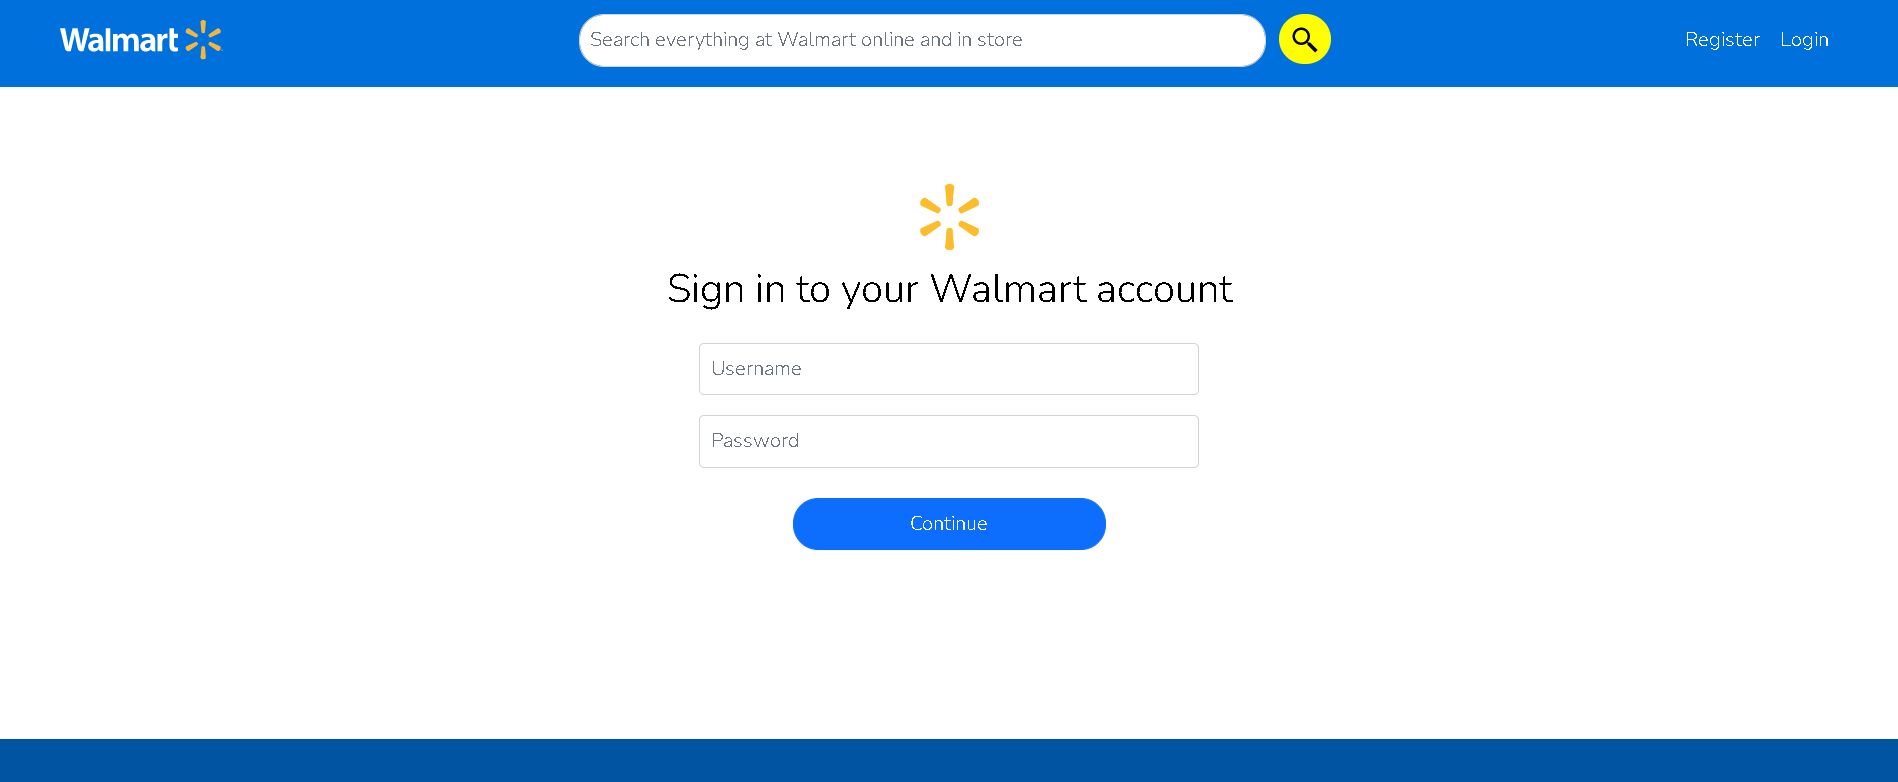 Walmart
Search everything at Walmart online and in store
Register
Login
Sign in to your Walmart account
Username
Password
Continue